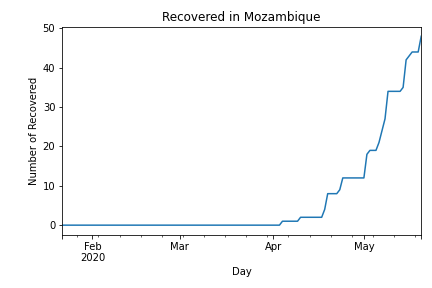 Recovered in Mozambique
50
40
30
20
10
0
Number of Recovered
Feb
2020
Mar
Apr
May
Day